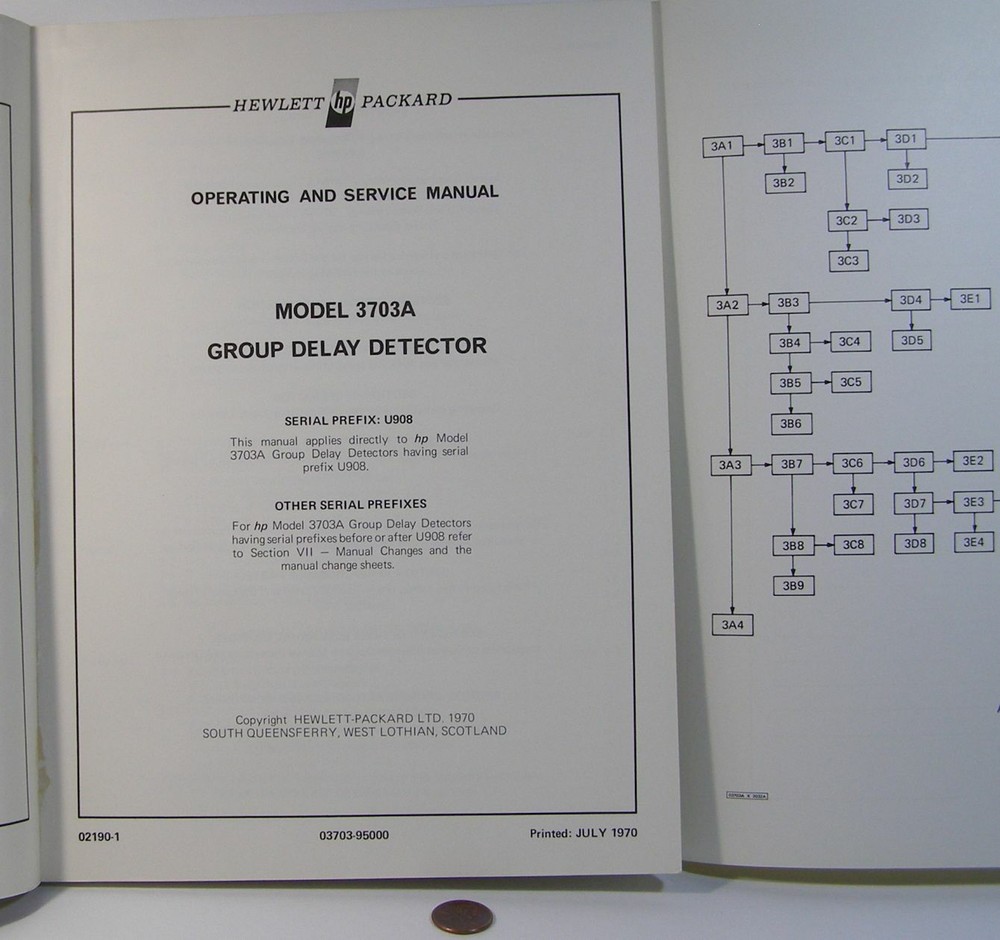 HEWLETT hp PACKARD
OPERATING AND SERVICE MANUAL
MODEL 3703A
GROUP DELAY DETECTOR
SERIAL PREFIX: U908
This manual applies directly to hp Model
3703A Group Delay Detectors having serial
prefix U908.
OTHER SERIAL PREFIXES
For hp Model 3703A Group Delay Detectors
having serial prefixes before or after U908 refer
to Section VII — Manual Changes and the
manual change sheets.
Copyright HEWLETT-PACKARD LTD. 1970
SOUTH QUEENSFERRY, WEST LOTHIAN, SCOTLAND
02190-1 03703-95000 Printed: JULY 1970
3A1 3B1 3C1 3D1
3B2 3D2
3C2 3D3
3C3
3A2 3B3 3D4 3E1
3B4 3C4 3D5
3B5 3C5
3B6
3A3 3B7 3C6 3D6 3E2
3C7 3D7 3E3
3B8 3C8 3D8 3E4
3B9
3A4